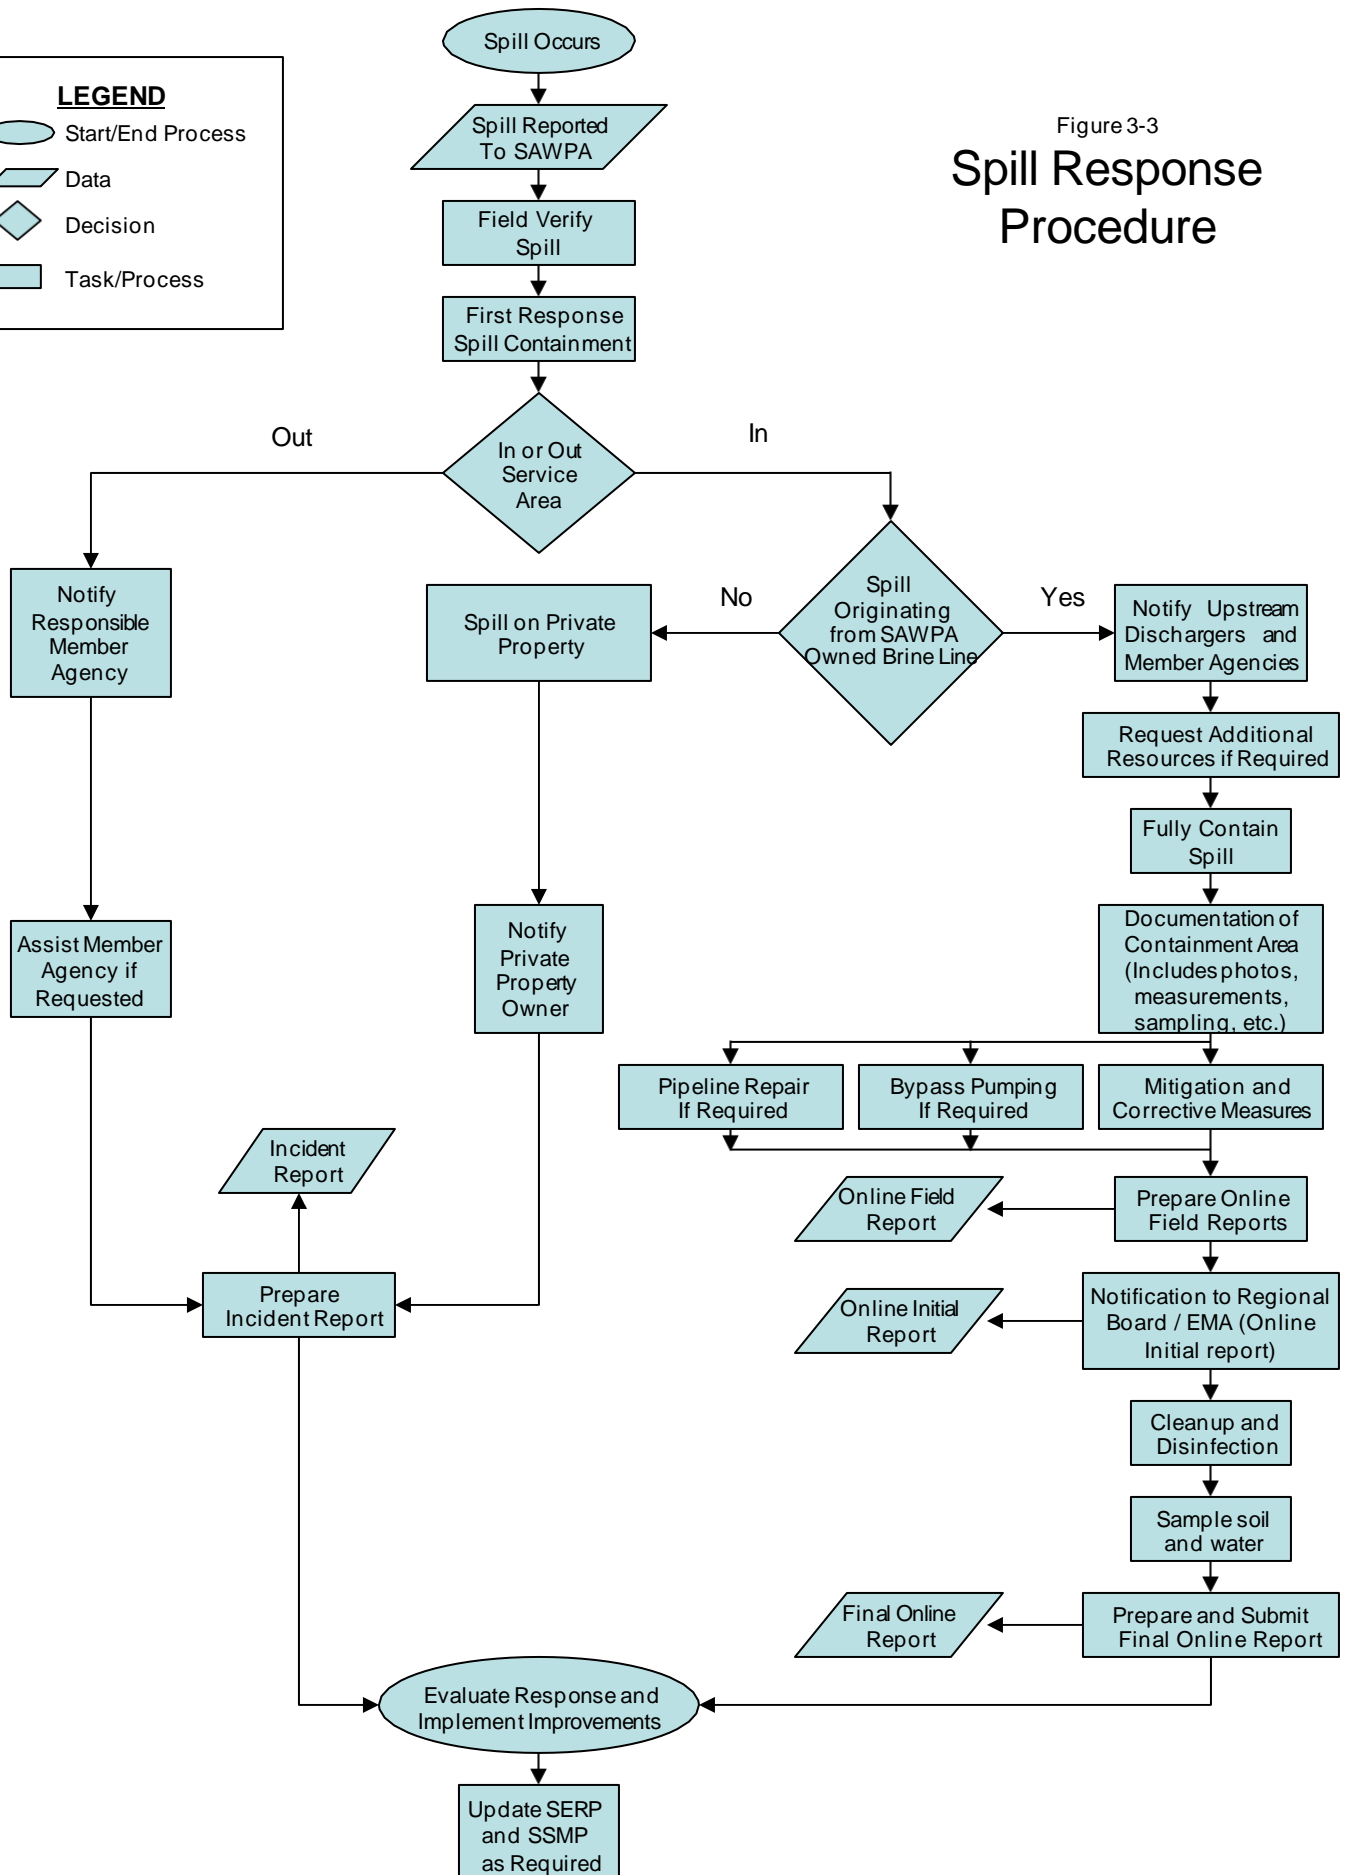 Spill Occurs
LEGEND
Start/End Process
Data
Decision
Task/Process
Figure 3-3
Spill Response
Procedure
Spill Reported
To SAWPA
Field Verify
Spill
First Response
Spill Containment
Out
In
In or Out
Service
Area
Notify
Responsible
Member
Agency
Spill on Private
Property
No
Spill
Originating
from SAWPA
Owned Brine Line
Yes
Notify Upstream
Dischargers and
Member Agencies
Request Additional
Resources if Required
Fully Contain
Spill
Assist Member
Agency if
Requested
Notify
Private
Property
Owner
Documentation of
Containment Area
(Includes photos,
measurements,
sampling, etc.)
Pipeline Repair
If Required
Bypass Pumping
If Required
Mitigation and
Corrective Measures
Incident
Report
Online Field
Report
Prepare Online
Field Reports
Prepare
Incident Report
Online Initial
Report
Notification to Regional
Board / EMA (Online
Initial report)
Cleanup and
Disinfection
Sample soil
and water
Final Online
Report
Prepare and Submit
Final Online Report
Evaluate Response and
Implement Improvements
Update SERP
and SSMP
as Required